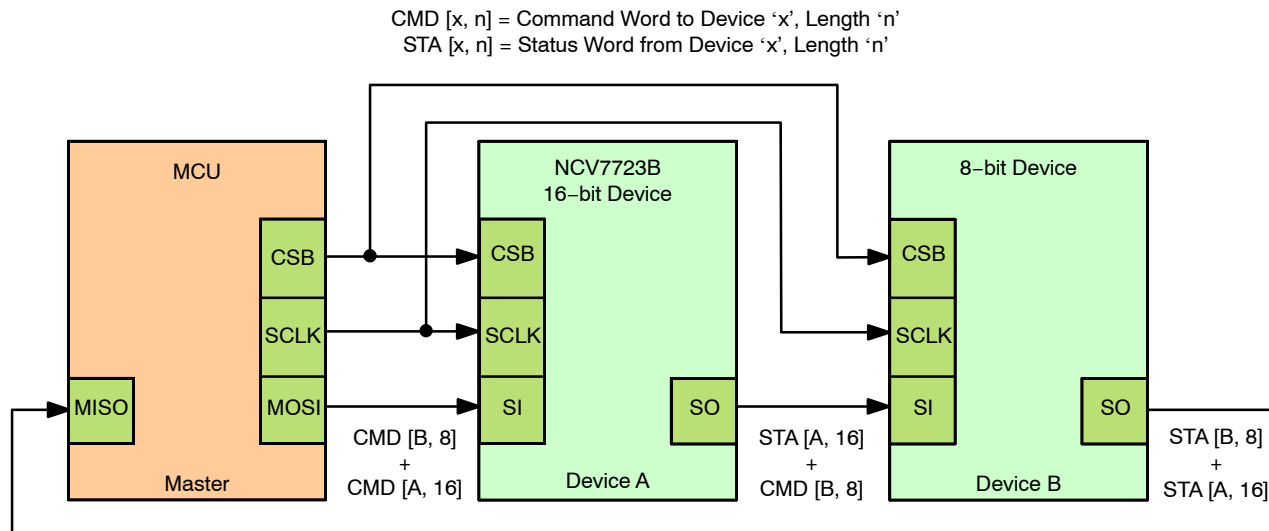 CMD [x, n] = Command Word to Device ‘x’, Length ‘n’
STA [x, n] = Status Word from Device ‘x’, Length ‘n’
MCU
NCV7723B
16−bit Device
8−bit Device
CSB
CSB
CSB
SCLK
SCLK
SCLK
MISO
MOSI
SI
SO
SI
SO
CMD [B, 8]
+
CMD [A, 16]
STA [A, 16]
+
CMD [B, 8]
STA [B, 8]
+
STA [A, 16]
Master
Device A
Device B